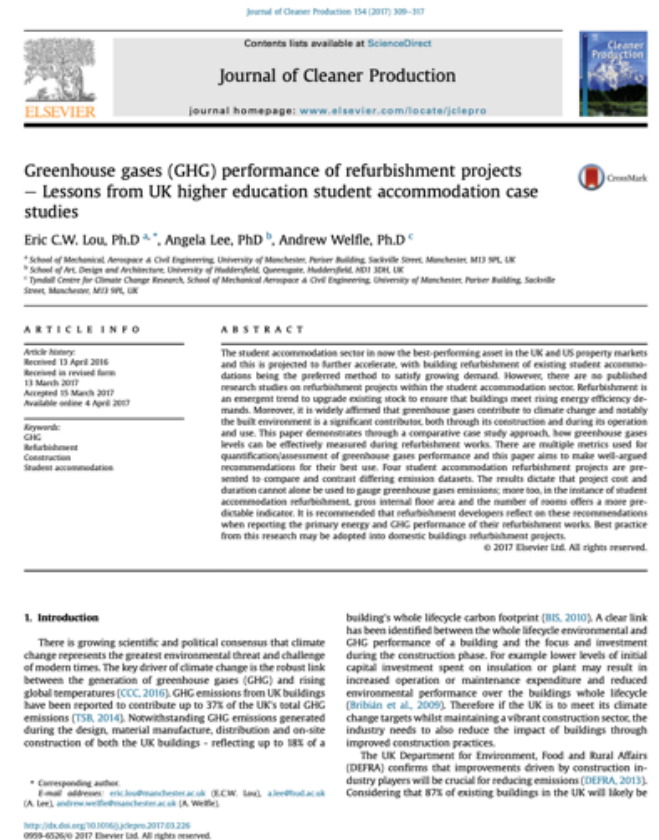 Journal of Cleaner Production 154 (2017) 309–317
Contents lists available at ScienceDirect
Journal of Cleaner Production
journal homepage: www.elsevier.com/locate/jclepro
ELSEVIER
Cleaner
Production
Greenhouse gases (GHG) performance of refurbishment projects
– Lessons from UK higher education student accommodation case
studies
CrossMark
Eric C.W. Lou, Ph.D a, *, Angela Lee, PhD b, Andrew Welfle, Ph.D c
a School of Mechanical, Aerospace & Civil Engineering, University of Manchester, Pariser Building, Sackville Street, Manchester, M13 9PL, UK
b School of Art, Design and Architecture, University of Huddersfield, Queensgate, Huddersfield, HD1 3DH, UK
c Tyndall Centre for Climate Change Research, School of Mechanical Aerospace & Civil Engineering, University of Manchester, Pariser Building, Sackville
Street, Manchester, M13 9PL, UK
ARTICLE INFO
Article history:
Received 13 April 2016
Received in revised form
13 March 2017
Accepted 15 March 2017
Available online 4 April 2017
Keywords:
GHG
Refurbishment
Construction
Student accommodation
ABSTRACT
The student accommodation sector in now the best-performing asset in the UK and US property markets
and this is projected to further accelerate, with building refurbishment of existing student accommo-
dations being the preferred method to satisfy growing demand. However, there are no published
research studies on refurbishment projects within the student accommodation sector. Refurbishment is
an emergent trend to upgrade existing stock to ensure that buildings meet rising energy efficiency de-
mands. Moreover, it is widely affirmed that greenhouse gases contribute to climate change and notably
the built environment is a significant contributor, both through its construction and during its operation
and use. This paper demonstrates through a comparative case study approach, how greenhouse gases
levels can be effectively measured during refurbishment works. There are multiple metrics used for
quantification/assessment of greenhouse gases performance and this paper aims to make well-argued
recommendations for their best use. Four student accommodation refurbishment projects are pre-
sented to compare and contrast differing emission datasets. The results dictate that project cost and
duration cannot alone be used to gauge greenhouse gases emissions; more too, in the instance of student
accommodation refurbishment, gross internal floor area and the number of rooms offers a more pre-
dictable indicator. It is recommended that refurbishment developers reflect on these recommendations
when reporting the primary energy and GHG performance of their refurbishment works. Best practice
from this research may be adopted into domestic buildings refurbishment projects.
© 2017 Elsevier Ltd. All rights reserved.
1. Introduction
There is growing scientific and political consensus that climate
change represents the greatest environmental threat and challenge
of modern times. The key driver of climate change is the robust link
between the generation of greenhouse gases (GHG) and rising
global temperatures (CCC, 2016). GHG emissions from UK buildings
have been reported to contribute up to 37% of the UK's total GHG
emissions (TSB, 2014). Notwithstanding GHG emissions generated
during the design, material manufacture, distribution and on-site
construction of both the UK buildings - reflecting up to 18% of a
* Corresponding author.
E-mail addresses: eric.lou@manchester.ac.uk (E.C.W. Lou), a.lee@hud.ac.uk
(A. Lee), andrew.welfle@manchester.ac.uk (A. Welfle).
building's whole lifecycle carbon footprint (BIS, 2010). A clear link
has been identified between the whole lifecycle environmental and
GHG performance of a building and the focus and investment
during the construction phase. For example lower levels of initial
capital investment spent on insulation or plant may result in
increased operation or maintenance expenditure and reduced
environmental performance over the buildings whole lifecycle
(Bribián et al., 2009). Therefore if the UK is to meet its climate
change targets whilst maintaining a vibrant construction sector, the
industry needs to also reduce the impact of buildings through
improved construction practices.
The UK Department for Environment, Food and Rural Affairs
(DEFRA) confirms that improvements driven by construction in-
dustry players will be crucial for reducing emissions (DEFRA, 2013).
Considering that 87% of existing buildings in the UK will likely be
http://dx.doi.org/10.1016/j.jclepro.2017.03.226
0959-6526/© 2017 Elsevier Ltd. All rights reserved.